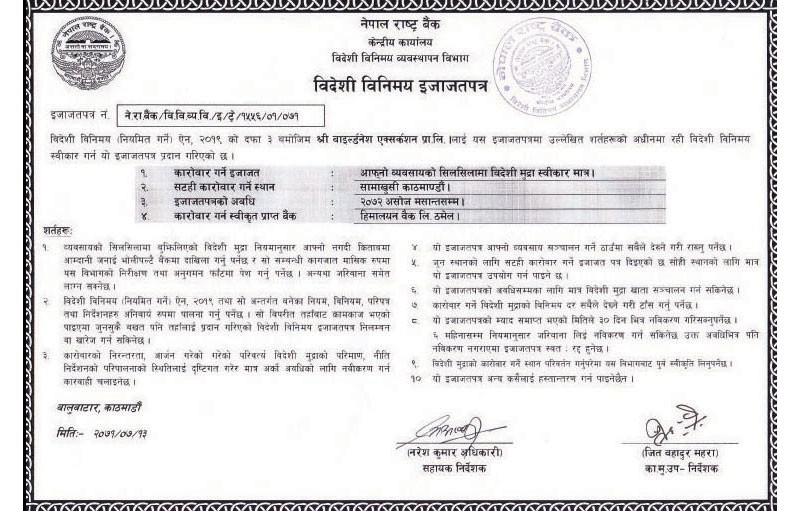 नेपाल राष्ट्र बैंक
केन्द्रीय कार्यालय
विदेशी विनिमय व्यवस्थापन विभाग
विदेशी विनिमय इजाजतपत्र
इजाजतपत्र नं. ने.रा.बैंक/वि.वि.व्य.वि./इ/ट्रे/१५५६/०१/०७१
विदेशी विनिमय (नियमित गर्ने) ऐन, २०१९ को दफा ३ बमोजिम श्री वाइर्ल्डनेश एक्सर्कशन प्रा.लि. लाई यस इजाजतपत्रमा उल्लेखित शर्तहरूको अधीनमा रही विदेशी विनिमय
स्वीकार गर्न यो इजाजतपत्र प्रदान गरिएको छ ।
१. कारोवार गर्ने इजाजत : आफ्नो व्यवसायको सिलसिलामा विदेशी मुद्रा स्वीकार मात्र ।
२. सटही कारोवार गर्ने स्थान : सामाखुसी काठमाण्डौं ।
३. इजाजतपत्रको अवधि : २०७२ असोज मसान्तसम्म ।
४. कारोवार गर्न स्वीकृत प्राप्त बैंक : हिमालयन बैंक लि. ठमेल ।
शर्तहरू:
१. व्यवसायको सिलसिलामा बुझिलिएको विदेशी मुद्रा नियमानुसार आफ्नो नगदी कितावमा
आम्दानी जनाई भोलीपल्ट बैंकमा दाखिला गर्नु पर्नेछ र सो सम्बन्धी कागजात मासिक रुपमा
यस विभागको निरीक्षण तथा अनुगमन फाँटमा पेश गर्नु पर्नेछ । अन्यथा जरिवाना समेत
लाग्न सक्नेछ ।
२. विदेशी विनिमय (नियमित गर्ने) ऐन, २०१९ तथा सो अन्तर्गत बनेका नियम, विनियम, परिपत्र
तथा निर्देशनहरु अनिवार्य रुपमा पालना गर्नु पर्नेछ । सो विपरीत तहाँबाट कामकाज भएको
पाइएमा जुनसुकै बखत पनि तहाँलाई प्रदान गरिएको विदेशी विनिमय इजाजतपत्र निलम्वन
वा खारेज गर्न सकिनेछ ।
३. कारोवारको निरन्तरता, आर्जन गरेको गरेको परिवर्त्य विदेशी मुद्राको परिमाण, नीति
निर्देशनको परिपालनाको स्थितिलाई दृष्टिगत गरेर मात्र अर्को अवधिको लागि नवीकरण गर्न
कारवाही चलाइनेछ ।
४. यो इजाजतपत्र आफ्नो व्यवसाय सञ्चालन गर्ने ठाउँमा सबैले देख्ने गरी राख्नु पर्नेछ ।
५. जुन स्थानको लागि सटही कारोवार गर्ने इजाजत पत्र दिइएको छ सोही स्थानको लागि मात्र
यो इजाजतपत्र उपयोग गर्न पाइने छ ।
६. यो इजाजतपत्रको अवधिसम्मका लागि मात्र विदेशी मुद्रा खाता सञ्चालन गर्न सकिनेछ ।
७. कारोवार गर्ने विदेशी मुद्राको विनिमय दर सबैले देख्ने गरी टाँस गर्नु पर्नेछ ।
८. यो इजाजतपत्रको म्याद समाप्त भएको मितिले ३० दिन भित्र नविकरण गरिसक्नुपर्नेछ ।
६ महिनासम्म नियमानुसार जरिवाना लिई नविकरण गर्न सकिनेछ उक्त अवधिभित्र पनि
नविकरण नगराएमा इजाजतपत्र स्वत: रद्द हुनेछ ।
९. विदेशी मुद्राको कारोवार गर्ने स्थान परिवर्तन गर्नुपरेमा यस विभागबाट पूर्व स्वीकृति लिनुपर्नेछ ।
१० यो इजाजतपत्र अन्य कसैलाई हस्तान्तरण गर्न पाइनेछैन ।
बालुवाटार, काठमाडौं
मिति:- २०७१/०७/१३
(नरेश कुमार अधिकारी)
सहायक निर्देशक
(जित वहादुर महरा)
का.मु.उप- निर्देशक